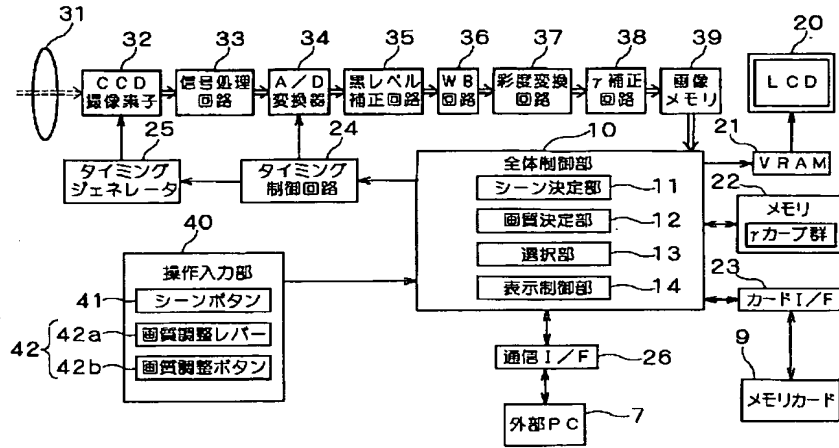 31
32
33
34
35
36
37
38
39
20
CCD
撮像素子
信号処理
回路
A/D
変換器
黒レベル
補正回路
WB
回路
彩度変換
回路
γ補正
回路
画像
メモリ
LCD
25
24
10
21
タイミング
ジェネレータ
タイミング
制御回路
全体制御部
VRAM
シーン決定部
11
画質決定部
12
選択部
13
表示制御部
14
22
メモリ
γカーブ群
23
カードI/F
40
操作入力部
41
シーンボタン
42
42a
画質調整レバー
42b
画質調整ボタン
通信I/F
26
外部PC
7
9
メモリカード